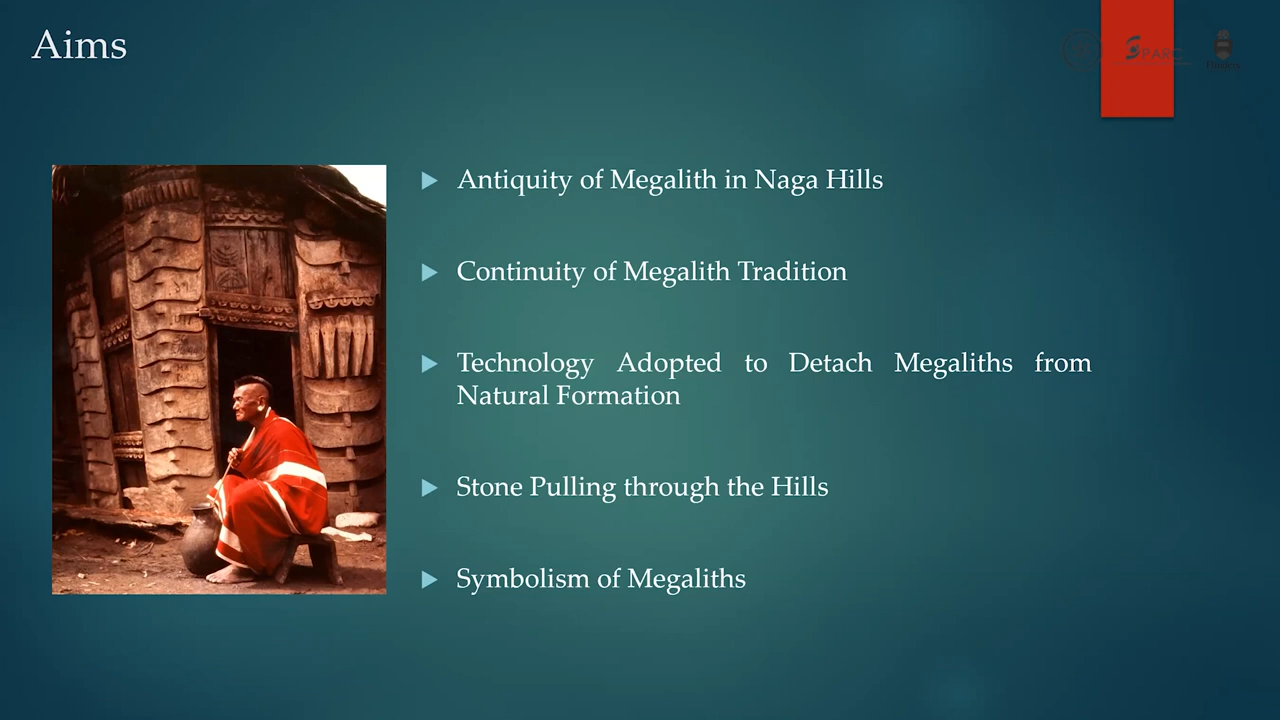 Aims
SPARC
Antiquity of Megalith in Naga Hills
Continuity of Megalith Tradition
Technology Adopted to Detach Megaliths from
Natural Formation
Stone Pulling through the Hills
Symbolism of Megaliths